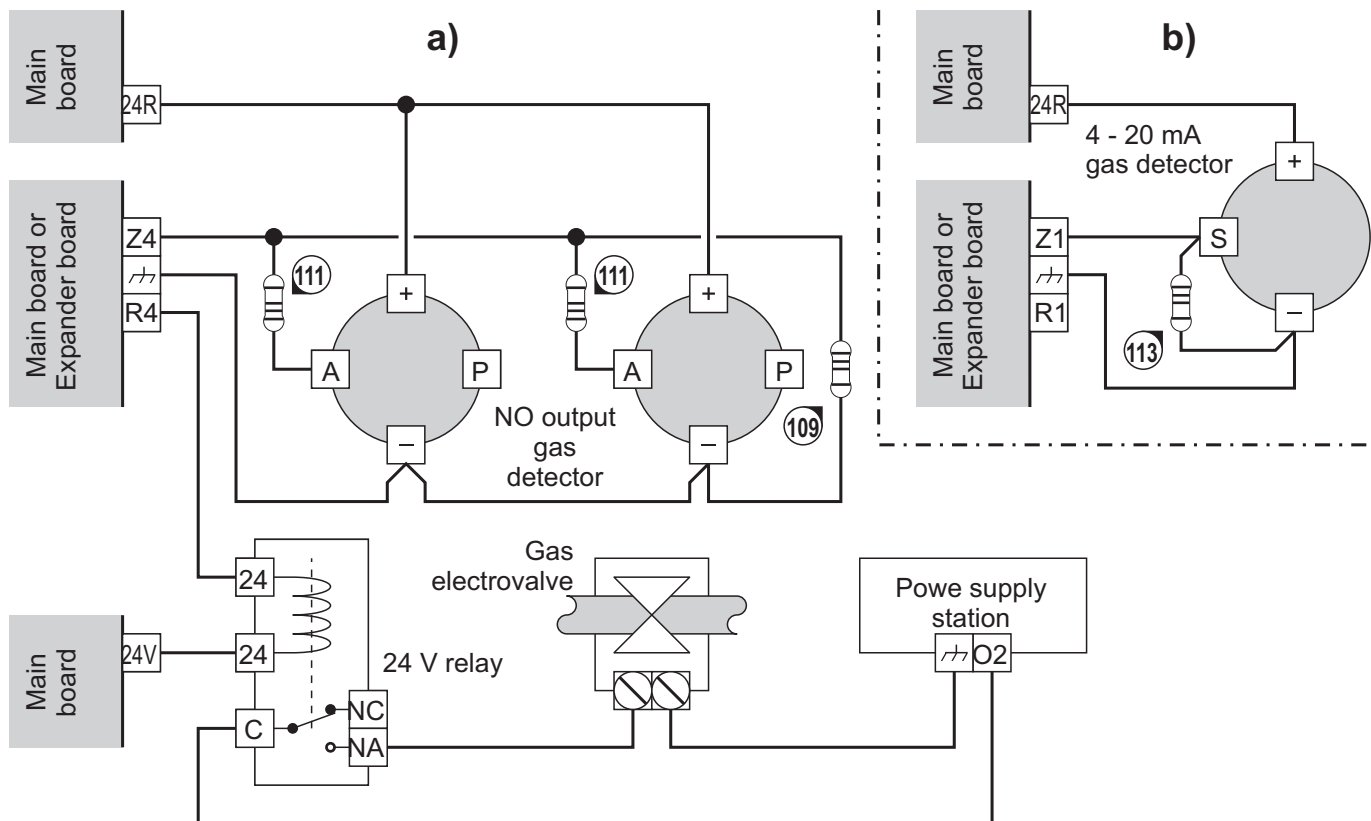 a)
Main
board
24R
Main board or
Expander board
Z4
R4
111
111
+
+
A
P
A
P
109
–
–
NO output
gas
detector
b)
Main
board
24R
4 - 20 mA
gas detector
+
Main board or
Expander board
Z1
R1
S
–
113
Main
board
24V
24
24
C
NC
NA
24 V relay
Gas
electrovalve
Powe supply
station
O2